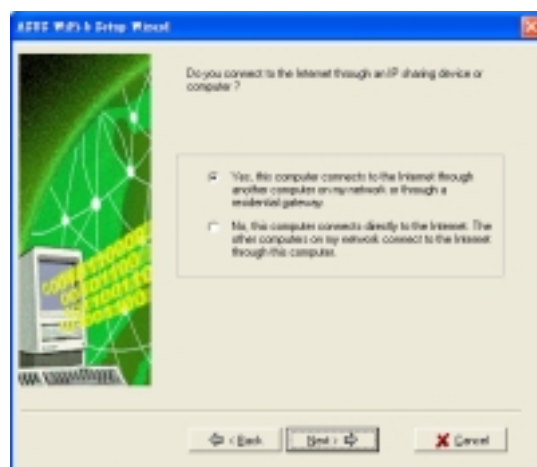 ASUS WiFi-b Setup Wizard
Do you connect to the Internet through an IP sharing device or
computer ?
Yes, this computer connects to the Internet through
another computer on my network or through a
residential gateway.
No, this computer connects directly to the Internet. The
other computers on my network connect to the Internet
through this computer.
< Back
Next >
Cancel